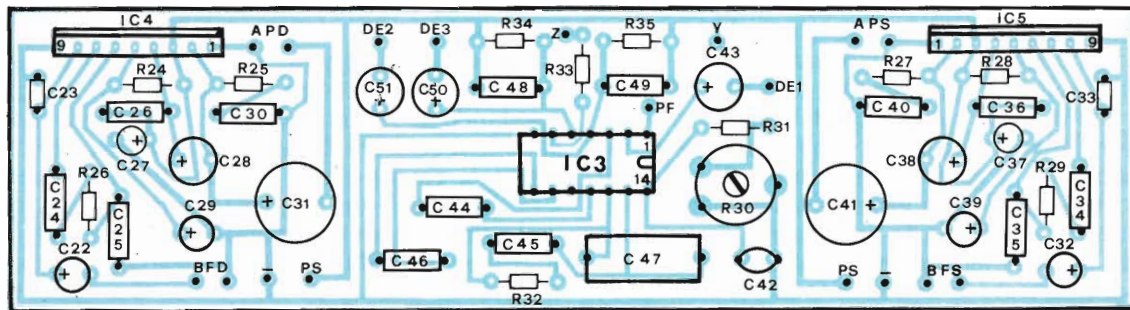 IC4
9
1
APD
DE2
DE3
R34
Z
R35
Y
APS
IC5
1
9
C23
R24
R25
C51
C50
C48
R33
C49
C43
DE1
R27
R28
C33
C26
C30
PF
C40
C36
C27
C28
R31
C37
R26
IC3
1
14
C38
R29
C24
C25
C29
C31
C44
R30
C41
C39
C35
C34
C22
C45
C46
C47
C32
BFD
–
PS
R32
C42
PS
–
BFS